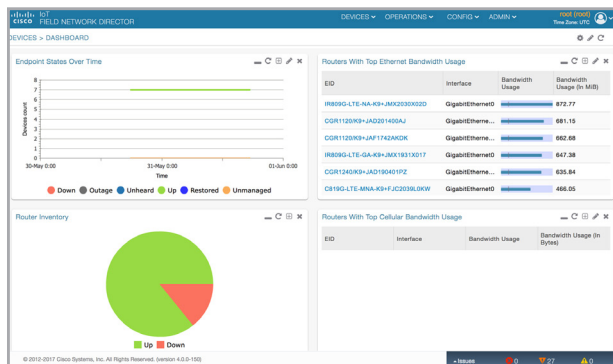 cisco IoT
FIELD NETWORK DIRECTOR
DEVICES OPERATIONS CONFIG ADMIN
root (root)
Time Zone: UTC
DEVICES > DASHBOARD
Endpoint States Over Time
Devices count
8
7
6
5
4
3
2
1
0
30-May 0:00 31-May 0:00 01-Jun 0:00
Time
Down Outage Unheard Up Restored Unmanaged
Routers With Top Ethernet Bandwidth Usage
EID Interface Bandwidth Usage Bandwidth Usage (in MiB)
IR809G-LTE-NA-K9+JMX2030X02D GigabitEthernet0 872.77
CGR1120/K9+JAD201400AJ GigabitEtherne... 681.15
CGR1120/K9+JAF1742AKDK GigabitEtherne... 662.68
IR809G-LTE-GA-K9+JMX1931X017 GigabitEthernet0 647.38
CGR1240/K9+JAD190401PZ GigabitEtherne... 635.84
C819G-LTE-MNA-K9+FJC2039L0KW GigabitEthernet0 466.05
Router Inventory
Up Down
Routers With Top Cellular Bandwidth Usage
EID Interface Bandwidth Usage Bandwidth Usage (in Bytes)
© 2012-2017 Cisco Systems, Inc. All Rights Reserved. (version 4.0.0-150)
Issues 0 27 0